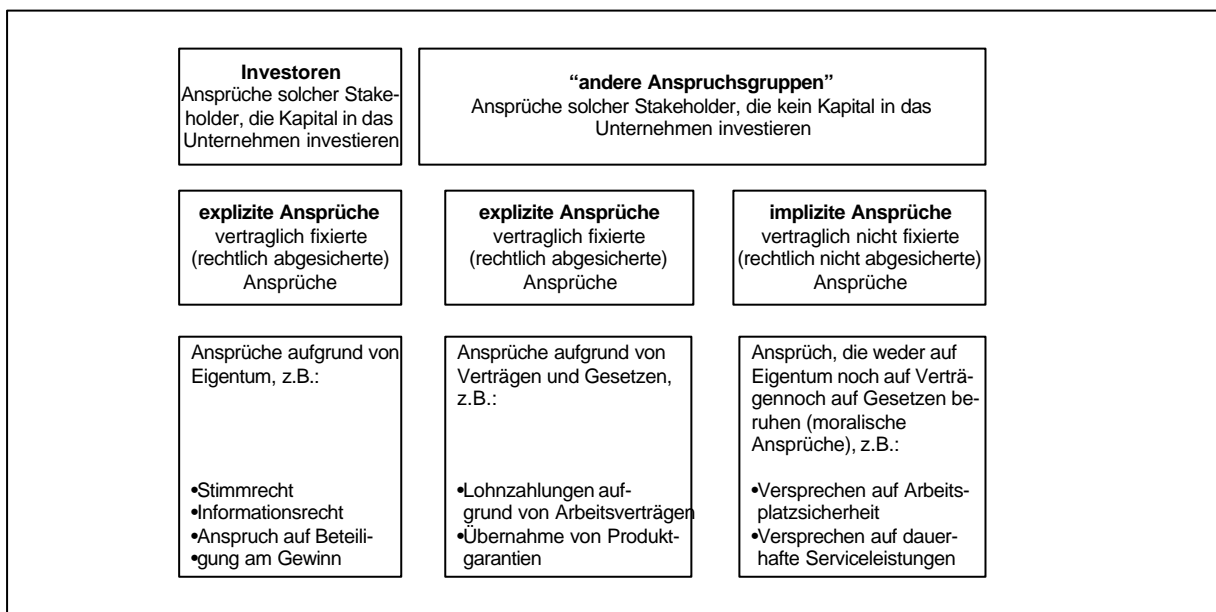 Investoren
Ansprüche solcher Stake-
holder, die Kapital in das
Unternehmen investieren
“andere Anspruchsgruppen”
Ansprüche solcher Stakeholder, die kein Kapital in das
Unternehmen investieren
explizite Ansprüche
vertraglich fixierte
(rechtlich abgesicherte)
Ansprüche
explizite Ansprüche
vertraglich fixierte
(rechtlich abgesicherte)
Ansprüche
implizite Ansprüche
vertraglich nicht fixierte
(rechtlich nicht abgesicherte)
Ansprüche
Ansprüche aufgrund von
Eigentum, z.B.:
•Stimmrecht
•Informationsrecht
•Anspruch auf Beteili-
•gung am Gewinn
Ansprüche aufgrund von
Verträgen und Gesetzen,
z.B.:
•Lohnzahlungen auf-
grund von Arbeitsverträgen
•Übernahme von Produkt-
garantien
Ansprüch, die weder auf
Eigentum noch auf Verträ-
gennoch auf Gesetzen be-
ruhen (moralische
Ansprüche), z.B.:
•Versprechen auf Arbeits-
platzsicherheit
•Versprechen auf dauer-
hafte Serviceleistungen